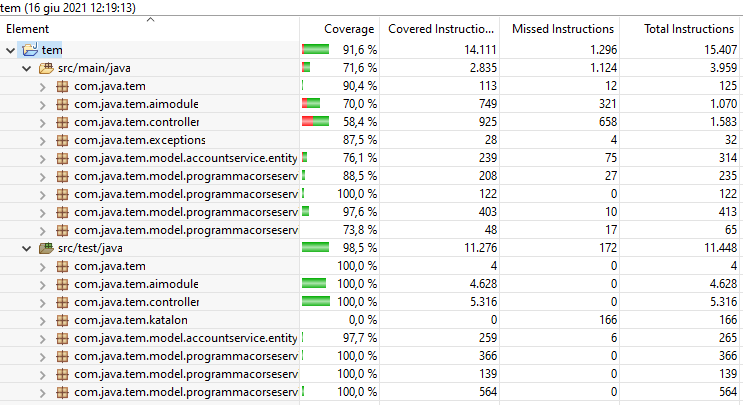 tem (16 giu 2021 12:19:13)
Element Coverage Covered Instructio... Missed Instructions Total Instructions
tem 91,6 % 14.111 1.296 15.407
src/main/java 71,6 % 2.835 1.124 3.959
com.java.tem 90,4 % 113 12 125
com.java.tem.aimodule 70,0 % 749 321 1.070
com.java.tem.controller 58,4 % 925 658 1.583
com.java.tem.exceptions 87,5 % 28 4 32
com.java.tem.model.accountservice.entity 76,1 % 239 75 314
com.java.tem.model.programmacorseserv 88,5 % 208 27 235
com.java.tem.model.programmacorseserv 100,0 % 122 0 122
com.java.tem.model.programmacorseserv 97,6 % 403 10 413
com.java.tem.model.programmacorseserv 73,8 % 48 17 65
src/test/java 98,5 % 11.276 172 11.448
com.java.tem 100,0 % 4 0 4
com.java.tem.aimodule 100,0 % 4.628 0 4.628
com.java.tem.controller 100,0 % 5.316 0 5.316
com.java.tem.katalon 0,0 % 0 166 166
com.java.tem.model.accountservice.entity 97,7 % 259 6 265
com.java.tem.model.programmacorseserv 100,0 % 366 0 366
com.java.tem.model.programmacorseserv 100,0 % 139 0 139
com.java.tem.model.programmacorseserv 100,0 % 564 0 564